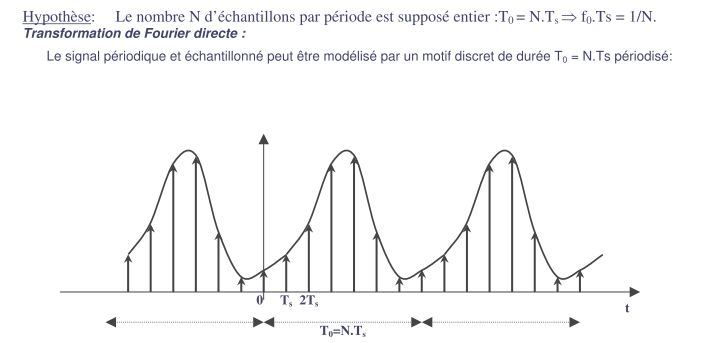 Hypothèse: Le nombre N d'échantillons par période est supposé entier :T₀ = N.Tₛ ⇒ f₀.Ts = 1/N.
Transformation de Fourier directe :
Le signal périodique et échantillonné peut être modélisé par un motif discret de durée T₀ = N.Ts périodisé:
0 Tₛ 2Tₛ
t
T₀=N.Tₛ